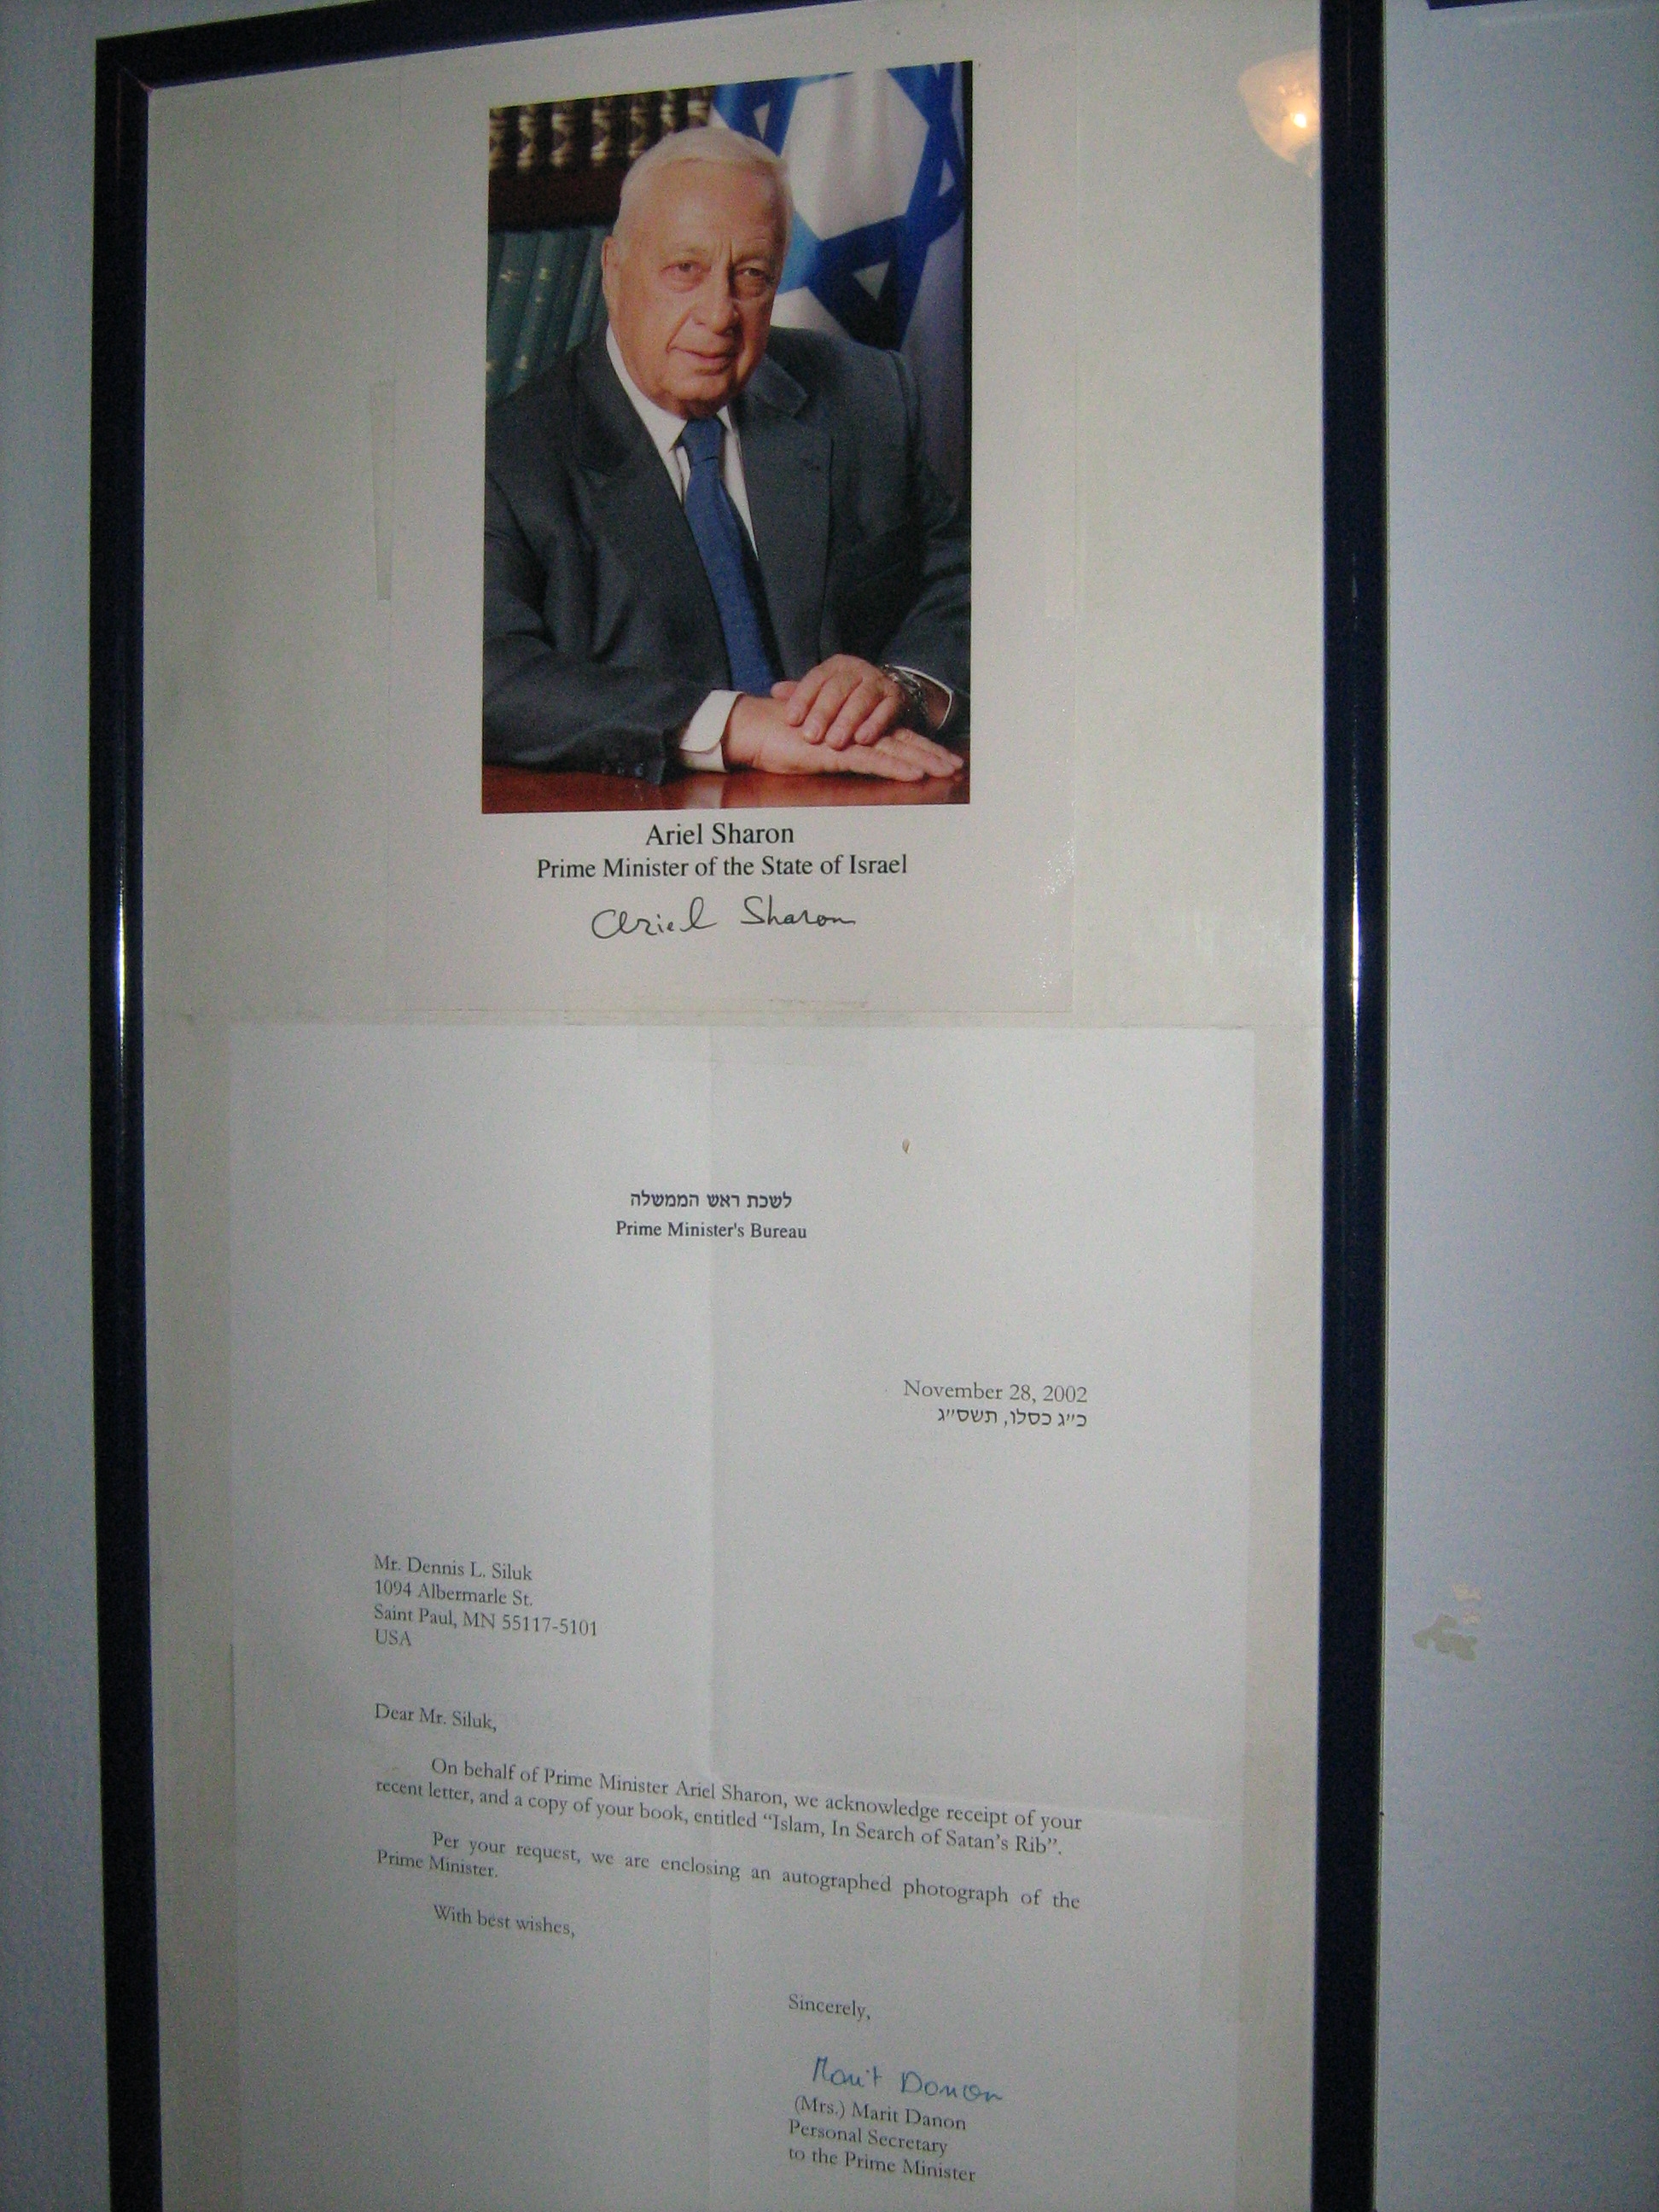 Ariel Sharon
Prime Minister of the State of Israel
Ariel Sharon
לשכת ראש הממשלה
Prime Minister's Bureau
November 28, 2002
כ״ג כסלו, תשס״ג
Mr. Dennis L. Siluk
1094 Albermarle St.
Saint Paul, MN 55117-5101
USA
Dear Mr. Siluk,
On behalf of Prime Minister Ariel Sharon, we acknowledge receipt of your
recent letter, and a copy of your book, entitled “Islam, In Search of Satan’s Rib”.
Per your request, we are enclosing an autographed photograph of the
Prime Minister.
With best wishes,
Sincerely,
Marit Danon
(Mrs.) Marit Danon
Personal Secretary
to the Prime Minister